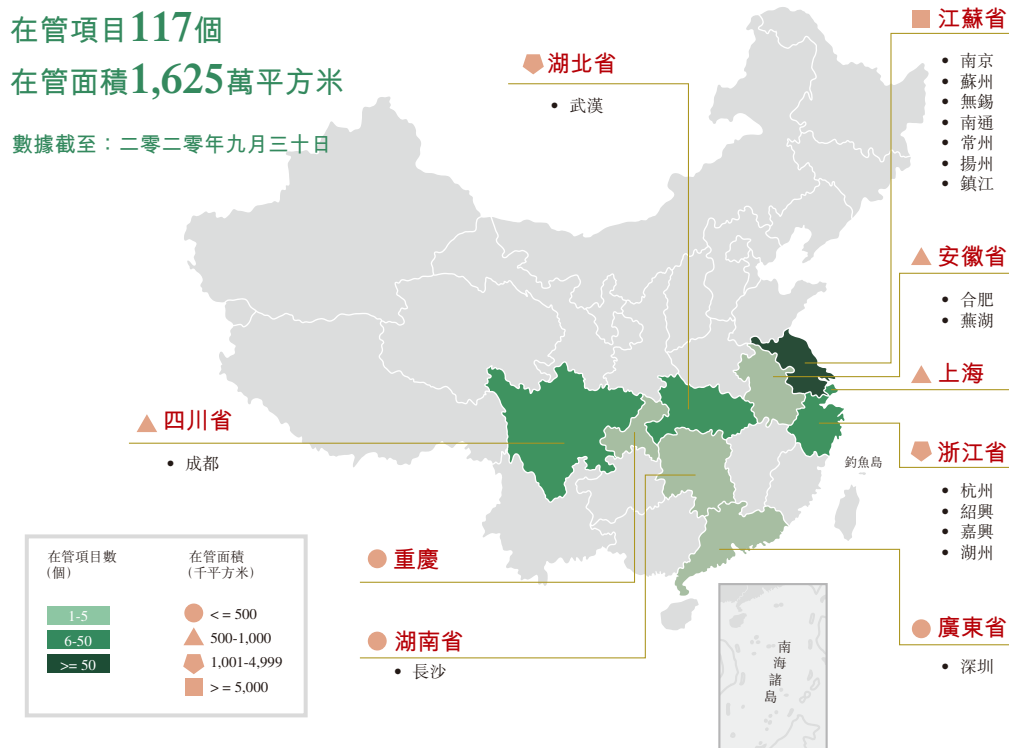 在管項目117個
在管面積1,625萬平方米
數據截至：二零二零年九月三十日
湖北省
• 武漢
江蘇省
• 南京
• 蘇州
• 無錫
• 南通
• 常州
• 揚州
• 鎮江
安徽省
• 合肥
• 蕪湖
上海
四川省
• 成都
浙江省
• 杭州
• 紹興
• 嘉興
• 湖州
釣魚島
重慶
湖南省
• 長沙
廣東省
• 深圳
南海諸島
在管項目數
(個)
1-5
6-50
>= 50
在管面積
(千平方米)
< = 500
500-1,000
1,001-4,999
> = 5,000